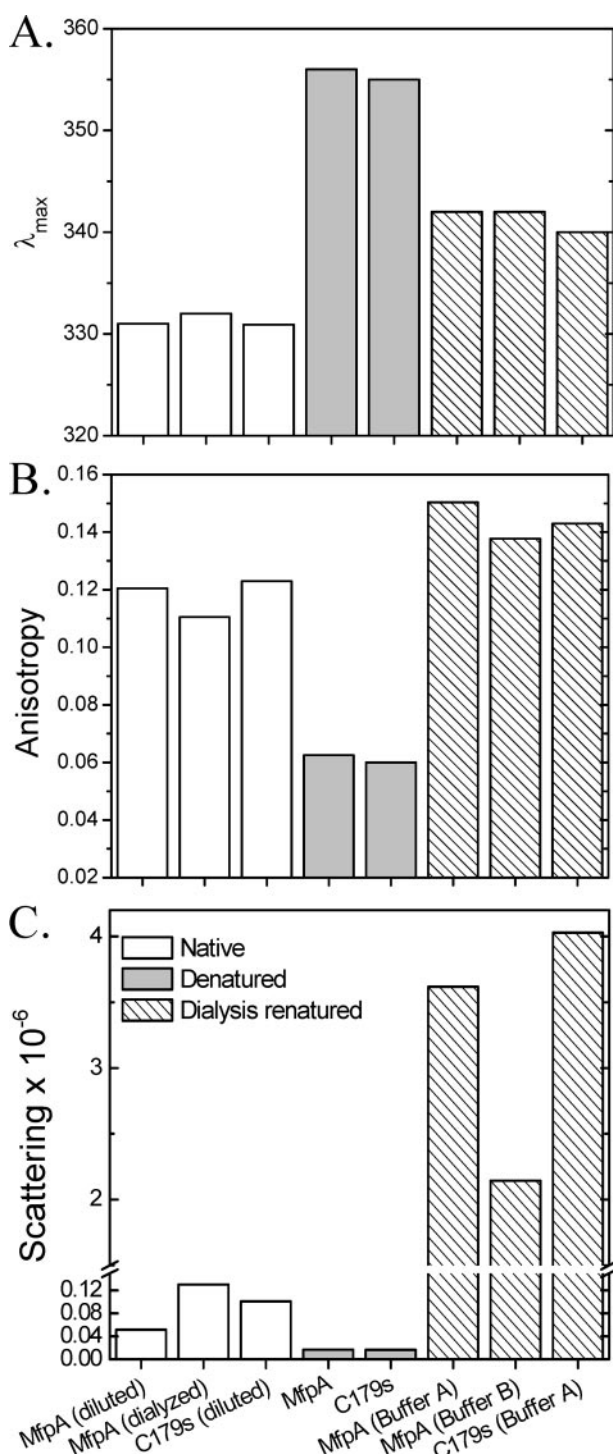 A.
360
350
340
330
320
λmax
B.
0.16
0.14
0.12
0.10
0.08
0.06
0.04
0.02
Anisotropy
C.
Native
Denatured
Dialysis renatured
4
2
0.12
0.08
0.04
0.00
Scattering x 10⁻⁶
MfpA (diluted)
MfpA (dialyzed)
C179s (diluted)
MfpA
C179s
MfpA (Buffer A)
MfpA (Buffer B)
C179s (Buffer A)